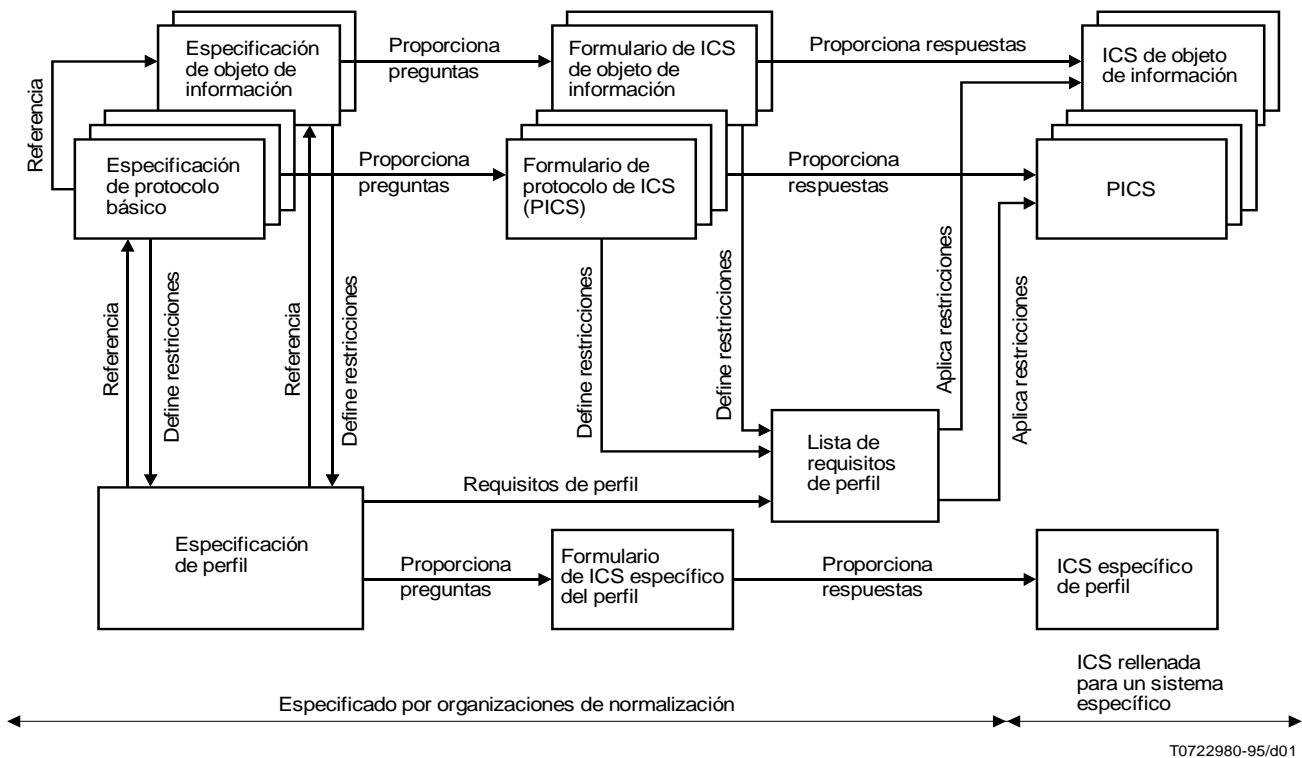 Especificación
de objeto de
información
Proporciona
preguntas
Formulario de ICS
de objeto de
información
Proporciona respuestas
ICS de objeto
de información
Referencia
Especificación
de protocolo
básico
Proporciona
preguntas
Formulario de
protocolo de ICS
(PICS)
Proporciona
respuestas
PICS
Referencia
Define restricciones
Referencia
Define restricciones
Define restricciones
Define restricciones
Aplica restricciones
Aplica restricciones
Lista de
requisitos
de perfil
Requisitos de perfil
Especificación
de perfil
Proporciona
preguntas
Formulario
de ICS específico
del perfil
Proporciona
respuestas
ICS específico
de perfil
Especificado por organizaciones de normalización
ICS rellenada
para un sistema
específico
T0722980-95/d01